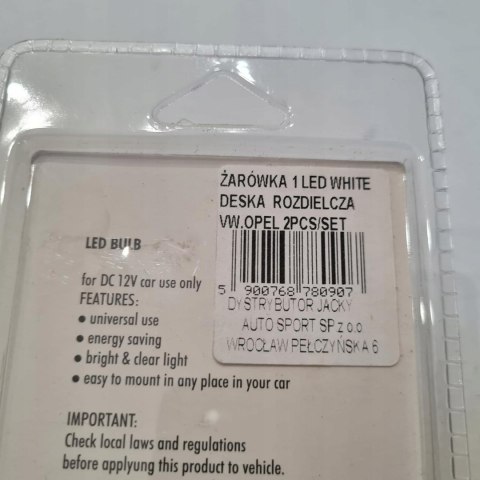 ŻARÓWKA 1 LED WHITE
DESKA ROZDIELCZA
VW.OPEL 2PCS/SET
5 900768 780907
DYSTRYBUTOR JACKY
AUTO SPORT SP z o.o
WROCŁAW PEŁCZYŃSKA 6
LED BULB
for DC 12V car use only
FEATURES:
• universal use
• energy saving
• bright & clear light
• easy to mount in any place in your car
IMPORTANT:
Check local laws and regulations
before applyung this product to vehicle.